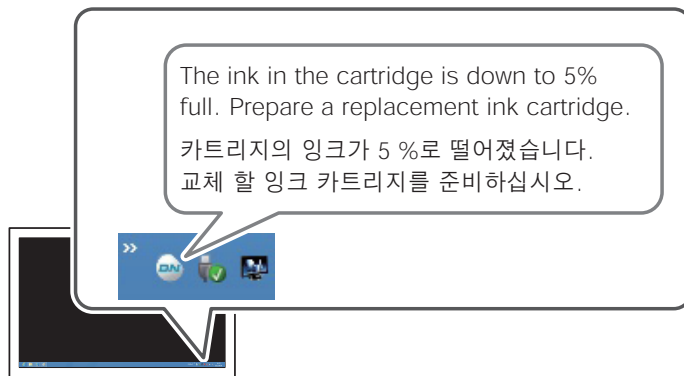 The ink in the cartridge is down to 5%
full. Prepare a replacement ink cartridge.
카트리지의 잉크가 5 %로 떨어졌습니다.
교체 할 잉크 카트리지를 준비하십시오.
»
DN